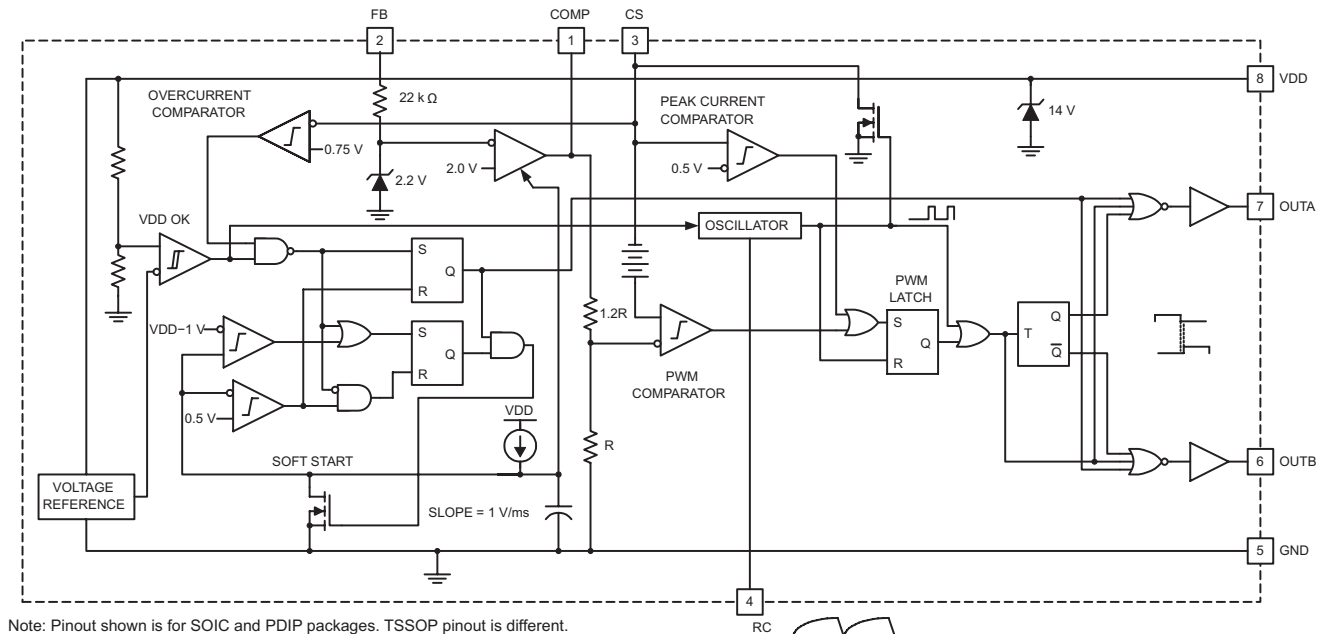 FB
COMP
CS
2
1
3
8
VDD
OVERCURRENT
COMPARATOR
22 k Ω
PEAK CURRENT
COMPARATOR
14 V
0.75 V
2.0 V
0.5 V
2.2 V
VDD OK
OSCILLATOR
7
OUTA
S
Q
R
PWM
LATCH
1.2R
S
Q
R
T
Q
Q̅
VDD−1 V
S
Q
R
PWM
COMPARATOR
0.5 V
VDD
R
SOFT START
6
OUTB
VOLTAGE
REFERENCE
SLOPE = 1 V/ms
5
GND
4
RC
Note: Pinout shown is for SOIC and PDIP packages. TSSOP pinout is different.